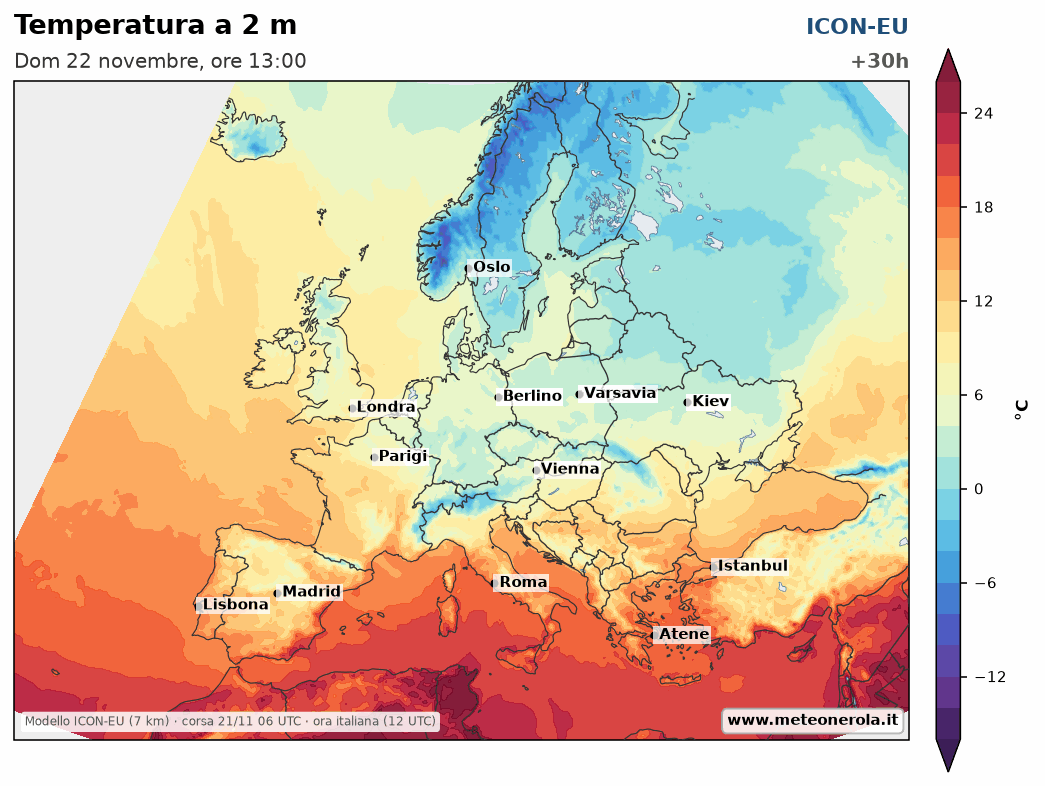 Temperatura a 2 m
ICON-EU
Dom 22 novembre, ore 13:00
+30h
24
18
12
6
0
−6
−12
°C
Oslo
Berlino
Varsavia
Kiev
Londra
Parigi
Vienna
Istanbul
Roma
Madrid
Lisbona
Atene
Modello ICON-EU (7 km) · corsa 21/11 06 UTC · ora italiana (12 UTC)
www.meteonerola.it